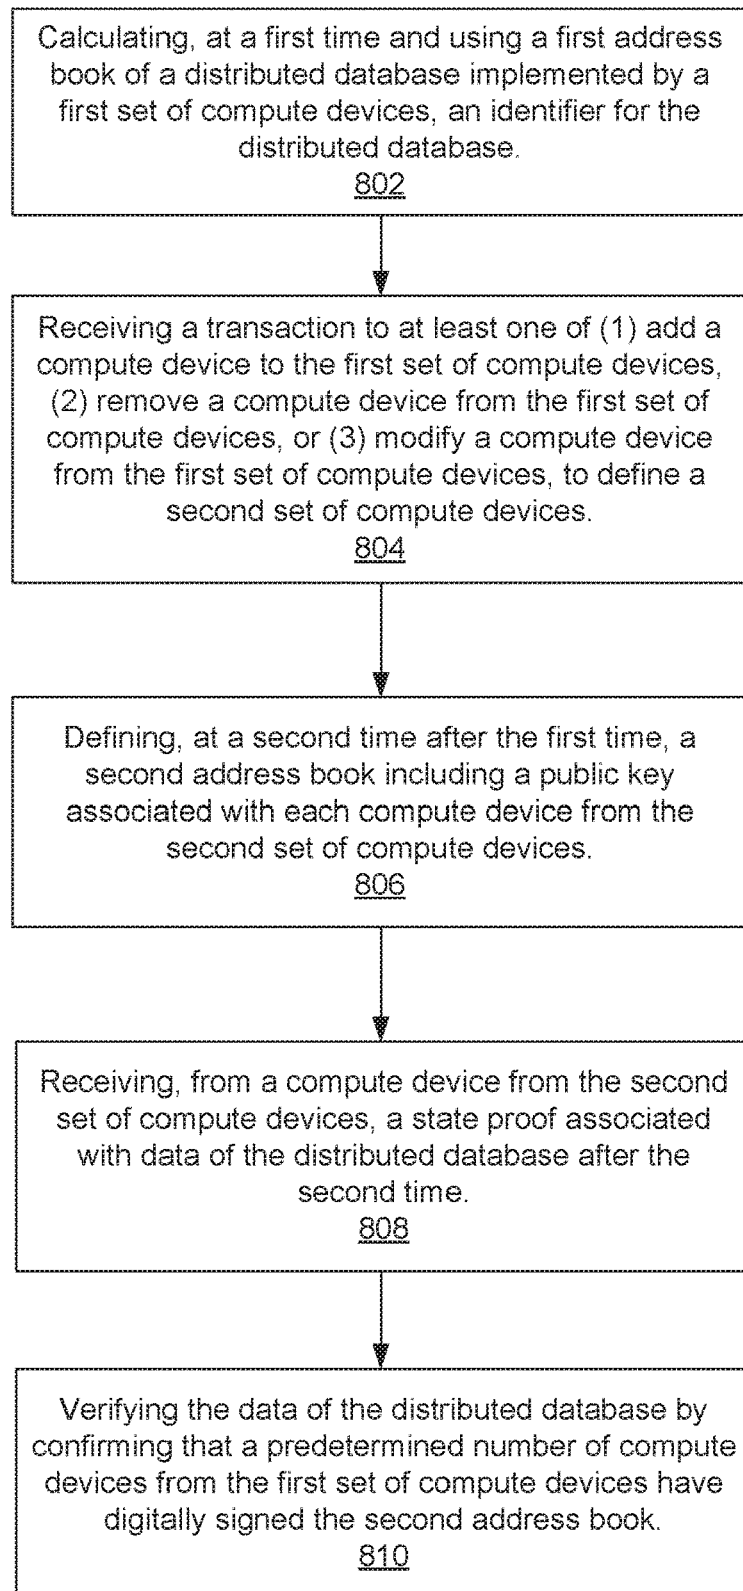 Calculating, at a first time and using a first address
book of a distributed database implemented by a
first set of compute devices, an identifier for the
distributed database.
802
Receiving a transaction to at least one of (1) add a
compute device to the first set of compute devices,
(2) remove a compute device from the first set of
compute devices, or (3) modify a compute device
from the first set of compute devices, to define a
second set of compute devices.
804
Defining, at a second time after the first time, a
second address book including a public key
associated with each compute device from the
second set of compute devices.
806
Receiving, from a compute device from the second
set of compute devices, a state proof associated
with data of the distributed database after the
second time.
808
Verifying the data of the distributed database by
confirming that a predetermined number of compute
devices from the first set of compute devices have
digitally signed the second address book.
810